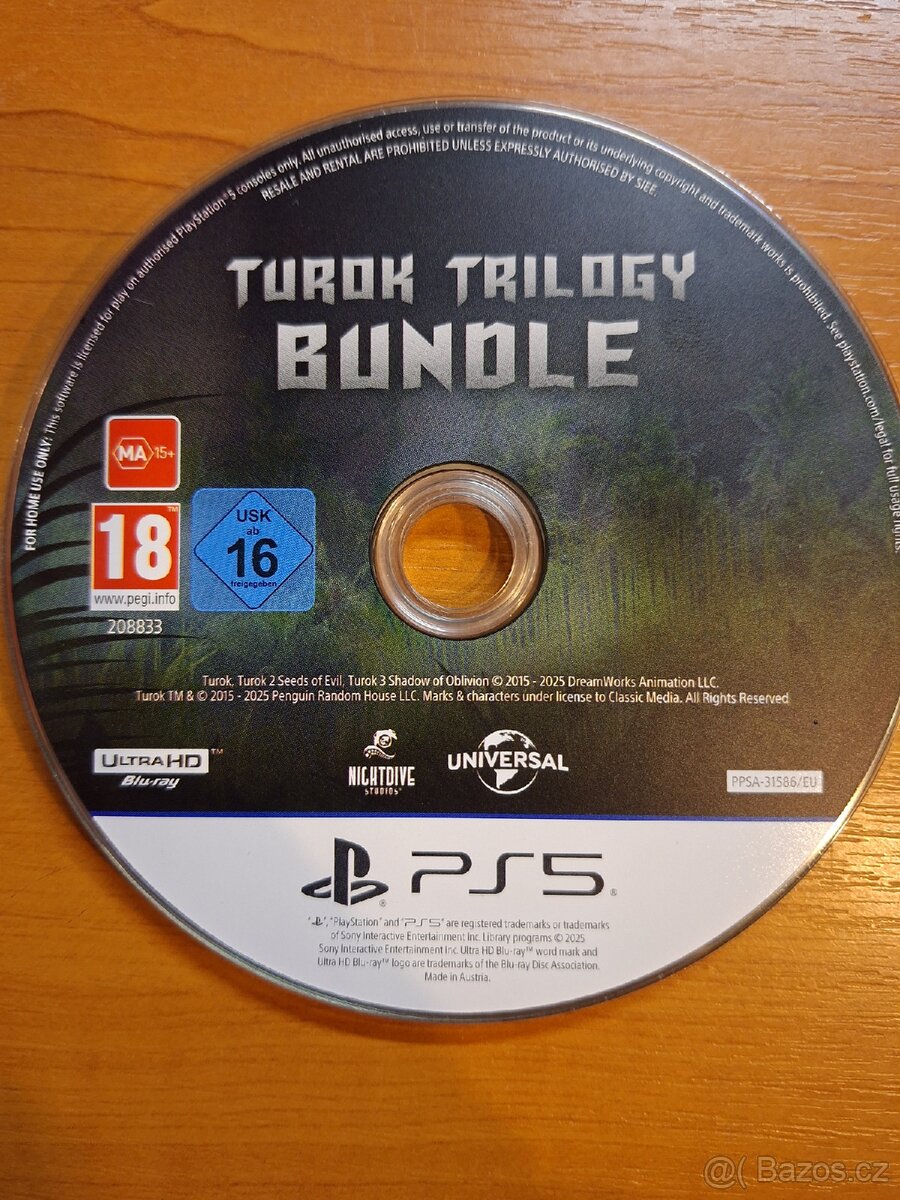 FOR HOME USE ONLY: This software is licensed for play on authorised PlayStation®5 consoles only. All unauthorised access, use or transfer of the product or its underlying copyright and trademark works is prohibited. See playstation.com/legal for full usage rights
RESALE AND RENTAL ARE PROHIBITED UNLESS EXPRESSLY AUTHORISED BY SIEE.
TUROK TRILOGY
BUNDLE
MA 15+
18™
www.pegi.info
208833
USK
ab
16
freigegeben
Turok, Turok 2 Seeds of Evil, Turok 3 Shadow of Oblivion © 2015 - 2025 DreamWorks Animation LLC.
Turok TM & © 2015 - 2025 Penguin Random House LLC. Marks & characters under license to Classic Media. All Rights Reserved
ULTRA HD™
Blu-ray
NIGHTDIVE
STUDIOS®
UNIVERSAL
PPSA-31586/EU
PS5®
", "PlayStation" and "PS5" are registered trademarks or trademarks
of Sony Interactive Entertainment Inc. Library programs © 2025
Sony Interactive Entertainment Inc. Ultra HD Blu-ray™ word mark and
Ultra HD Blu-ray™ logo are trademarks of the Blu-ray Disc Association.
Made in Austria.
@( Bazos.cz